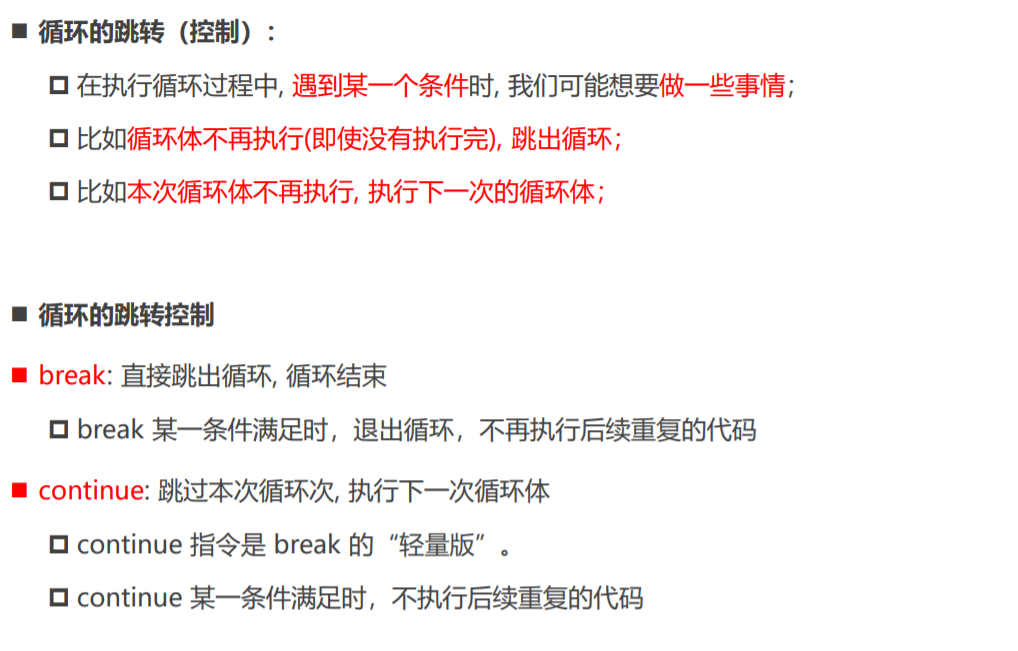 循环的跳转（控制）:
在执行循环过程中, 遇到某一个条件时, 我们可能想要做一些事情;
比如循环体不再执行(即使没有执行完), 跳出循环;
比如本次循环体不再执行, 执行下一次的循环体;
循环的跳转控制
break: 直接跳出循环, 循环结束
break 某一条件满足时，退出循环，不再执行后续重复的代码
continue: 跳过本次循环次, 执行下一次循环体
continue 指令是 break 的“轻量版”。
continue 某一条件满足时，不执行后续重复的代码